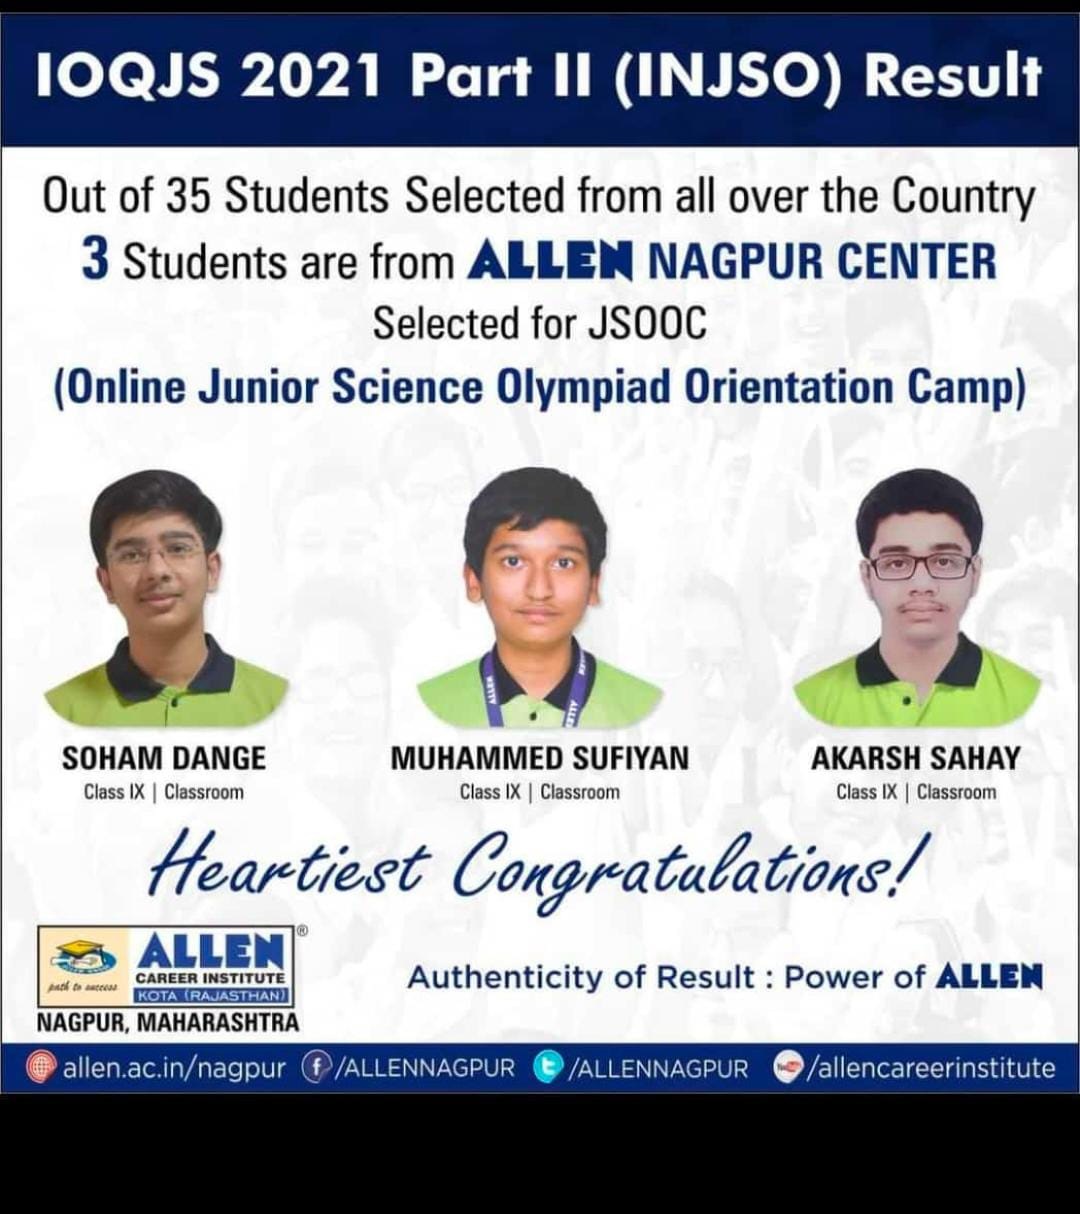 IOQJS 2021 Part II (INJSO) Result
Out of 35 Students Selected from all over the Country
3 Students are from ALLEN NAGPUR CENTER
Selected for JSOOC
(Online Junior Science Olympiad Orientation Camp)
ALLEN
ALLEN
SOHAM DANGE
Class IX | Classroom
MUHAMMED SUFIYAN
Class IX | Classroom
AKARSH SAHAY
Class IX | Classroom
Heartiest Congratulations!
ALLEN ®
CAREER INSTITUTE
KOTA (RAJASTHAN)
path to success
NAGPUR, MAHARASHTRA
Authenticity of Result : Power of ALLEN
allen.ac.in/nagpur /ALLENNAGPUR /ALLENNAGPUR /allencareerinstitute